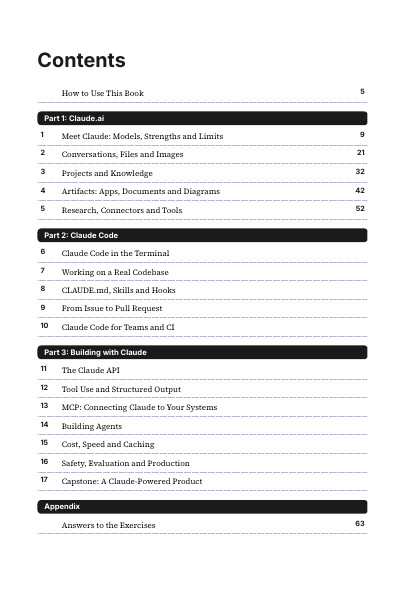 Contents
How to Use This Book 5
Part 1: Claude.ai
1 Meet Claude: Models, Strengths and Limits 9
2 Conversations, Files and Images 21
3 Projects and Knowledge 32
4 Artifacts: Apps, Documents and Diagrams 42
5 Research, Connectors and Tools 52
Part 2: Claude Code
6 Claude Code in the Terminal
7 Working on a Real Codebase
8 CLAUDE.md, Skills and Hooks
9 From Issue to Pull Request
10 Claude Code for Teams and CI
Part 3: Building with Claude
11 The Claude API
12 Tool Use and Structured Output
13 MCP: Connecting Claude to Your Systems
14 Building Agents
15 Cost, Speed and Caching
16 Safety, Evaluation and Production
17 Capstone: A Claude-Powered Product
Appendix
Answers to the Exercises 63